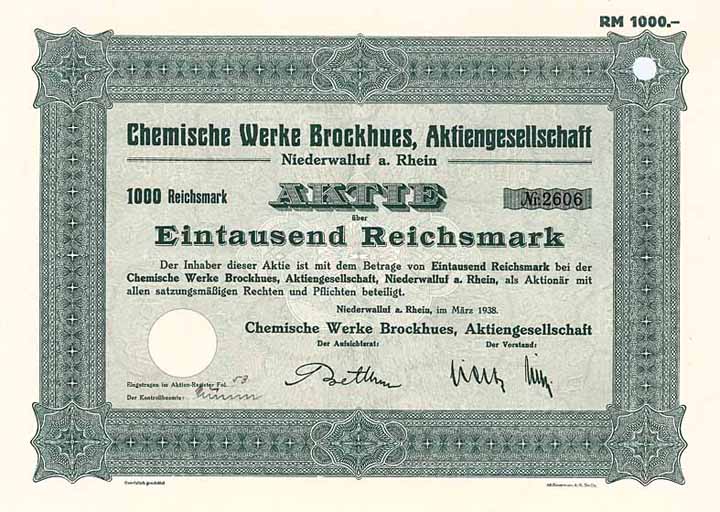 RM 1000.–
Chemische Werke Brockhues, Aktiengesellschaft
Niederwalluf a. Rhein
1000 Reichsmark AKTIE № 2606
über
Eintausend Reichsmark
Der Inhaber dieser Aktie ist mit dem Betrage von Eintausend Reichsmark bei der
Chemische Werke Brockhues, Aktiengesellschaft, Niederwalluf a. Rhein, als Aktionär mit
allen satzungsmäßigen Rechten und Pflichten beteiligt.
Niederwalluf a. Rhein, im März 1938.
Chemische Werke Brockhues, Aktiengesellschaft
Der Aufsichtsrat: Der Vorstand:
Eingetragen im Aktien-Register Fol. 53
Der Kontrollbeamte:
Gesetzlich geschützt